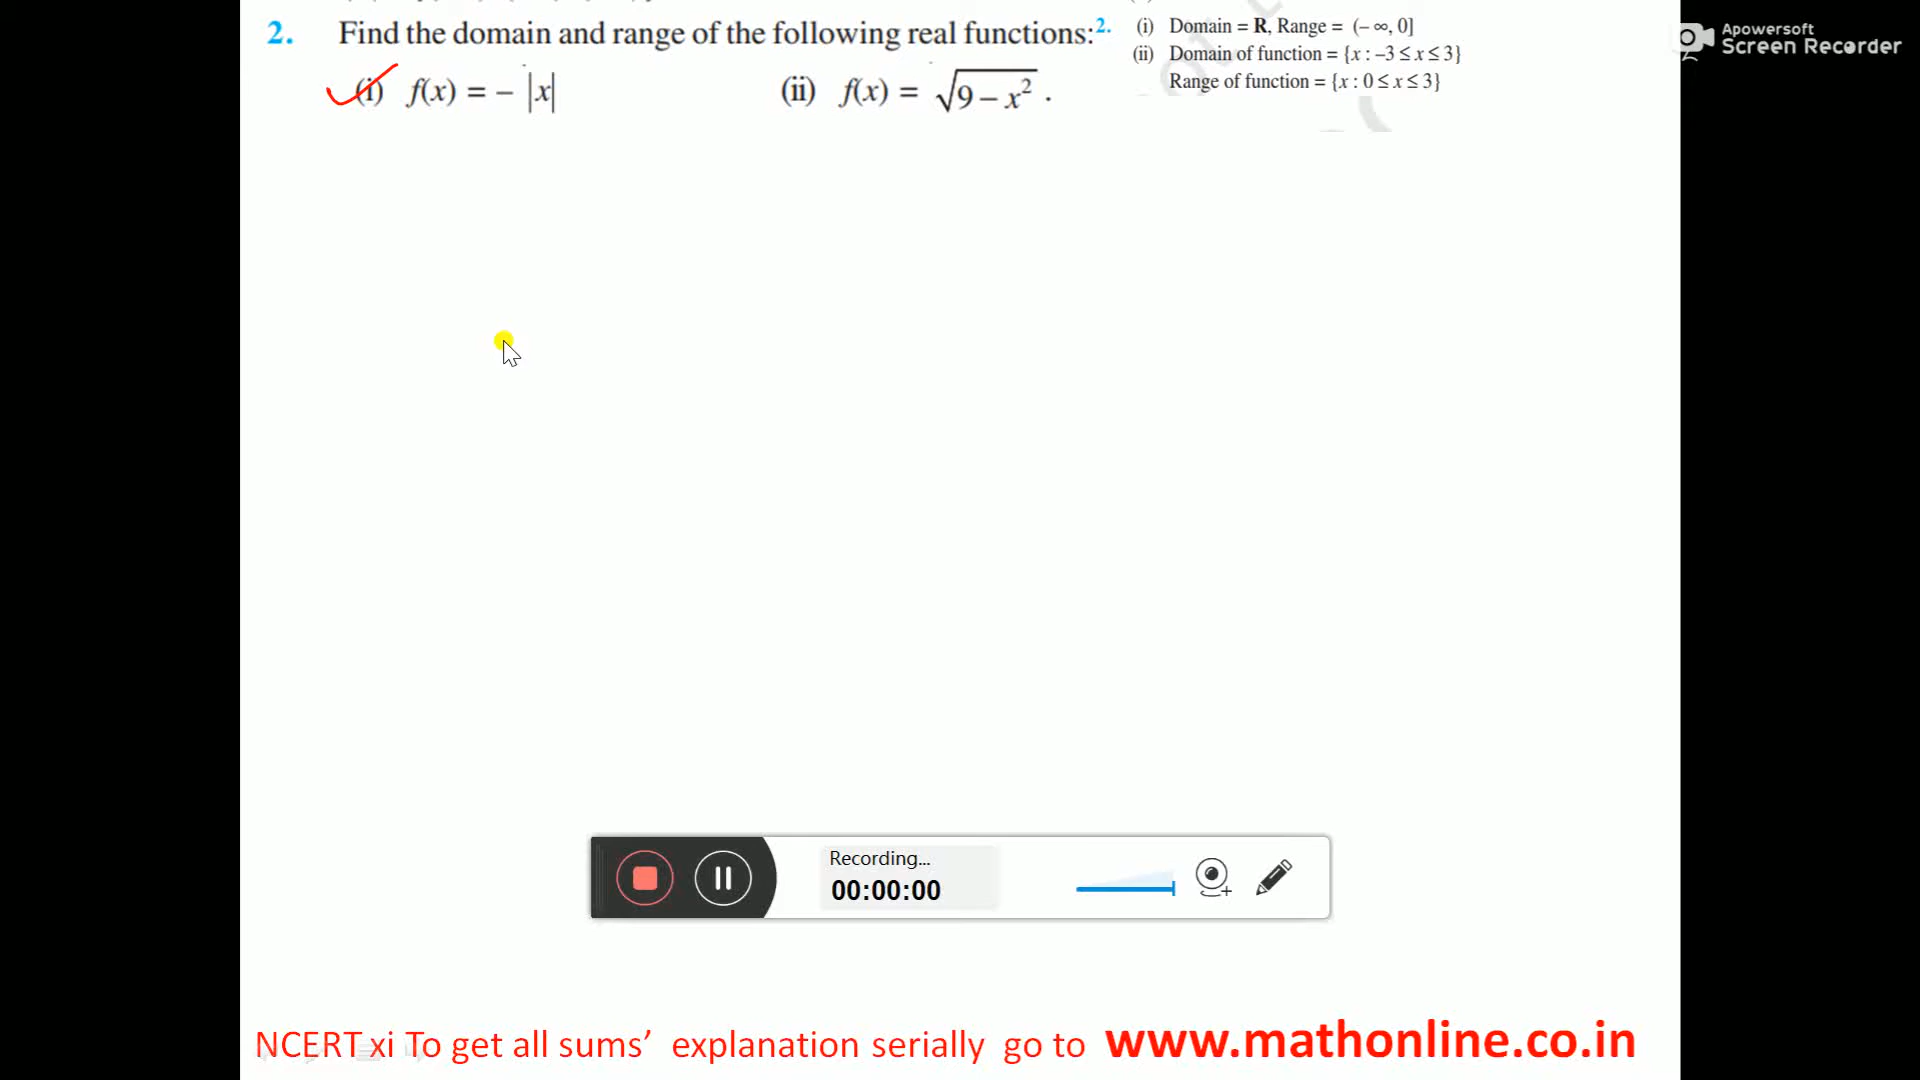 2. Find the domain and range of the following real functions:
(i) f(x) = – |x| (ii) f(x) = √9 – x² .
2. (i) Domain = R, Range = (– ∞, 0]
(ii) Domain of function = {x : –3 ≤ x ≤ 3}
Range of function = {x : 0 ≤ x ≤ 3}
Apowersoft
Screen Recorder
Recording...
00:00:00
NCERT xi To get all sums’ explanation serially go to www.mathonline.co.in